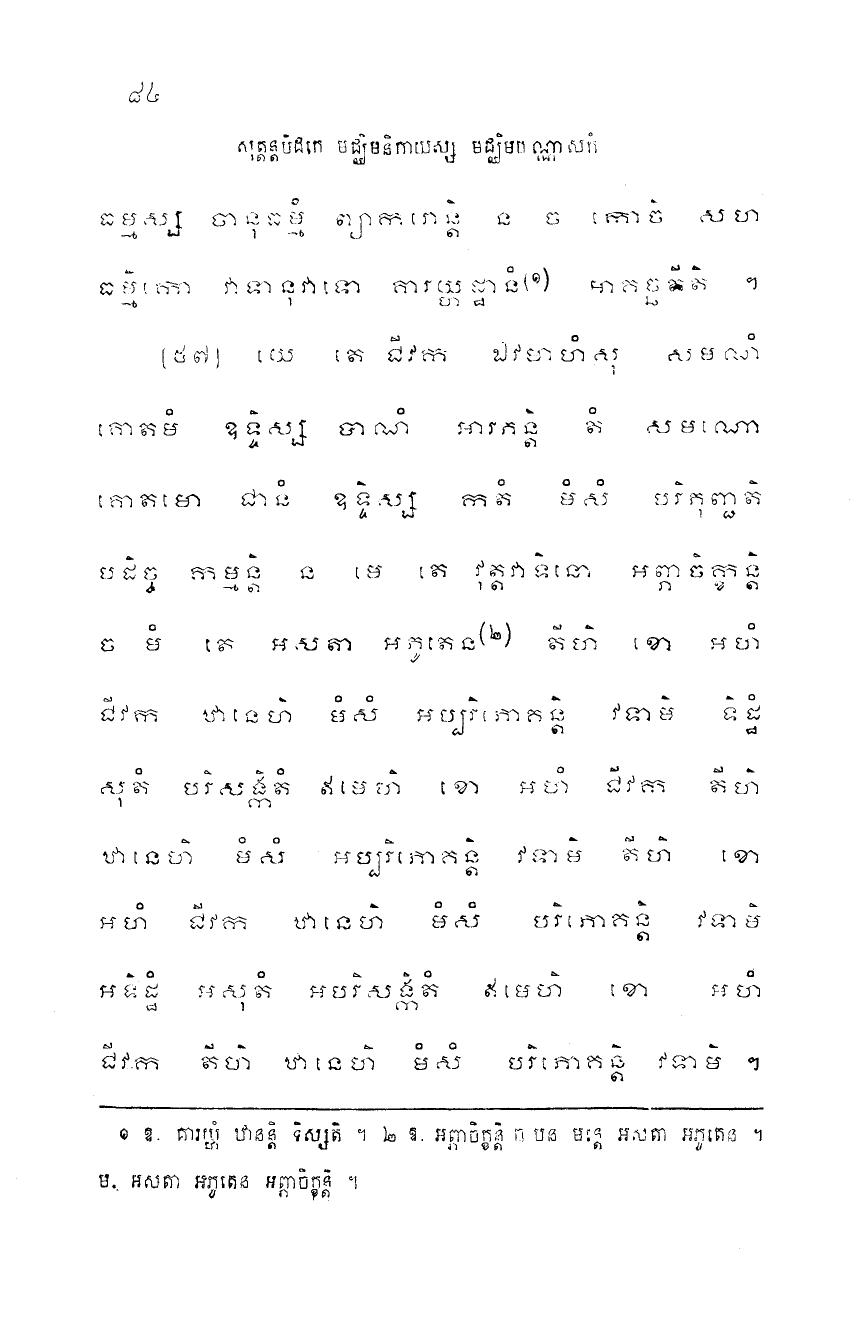 ៨៤
សុត្តន្តបិដកេ មជ្ឈិមនិកាយស្ស មជ្ឈិមបណ្ណាសកំ
ធម្មស្ស ចានុធម្មំ ព្យាករោន្តិ ន ច កោចិ សហ
ធម្មិកោ វាទានុវាទោ គារយ្ហដ្ឋានំ(១) អាគច្ឆតីតិ ។
[៥៧] យេ តេ ជីវក ឯវមាហំសុ សមណំ
គោតមំ ឧទ្ទិស្ស បាណំ អារភន្តិ តំ សមណោ
គោតមោ ជានំ ឧទ្ទិស្ស កតំ មំសំ បរិភុញ្ជតិ
បដិច្ច កម្មន្តិ ន មេ តេ វុត្តវាទិនោ អព្ភាចិក្ខន្តិ
ច មំ តេ អសតា អភូតេន(២) តីហិ ខោ អហំ
ជីវក ឋានេហិ មំសំ អប្បរិភោគន្តិ វទាមិ ទិដ្ឋំ
សុតំ បរិសង្កិតំ ឥមេហិ ខោ អហំ ជីវក តីហិ
ឋានេហិ មំសំ អប្បរិភោគន្តិ វទាមិ តីហិ ខោ
អហំ ជីវក ឋានេហិ មំសំ បរិភោគន្តិ វទាមិ
អទិដ្ឋំ អសុតំ អបរិសង្កិតំ ឥមេហិ ខោ អហំ
ជីវក តីហិ ឋានេហិ មំសំ បរិភោគន្តិ វទាមិ ។
១ ឱ. គារយ្ហំ ឋានន្តិ ទិស្សតិ ។ ២ ឱ. អព្ភាចិក្ខន្តិ ច បន មន្តេ អសតា អភូតេន ។
ម. អសតា អភូតេន អព្ភាចិក្ខន្តិ ។